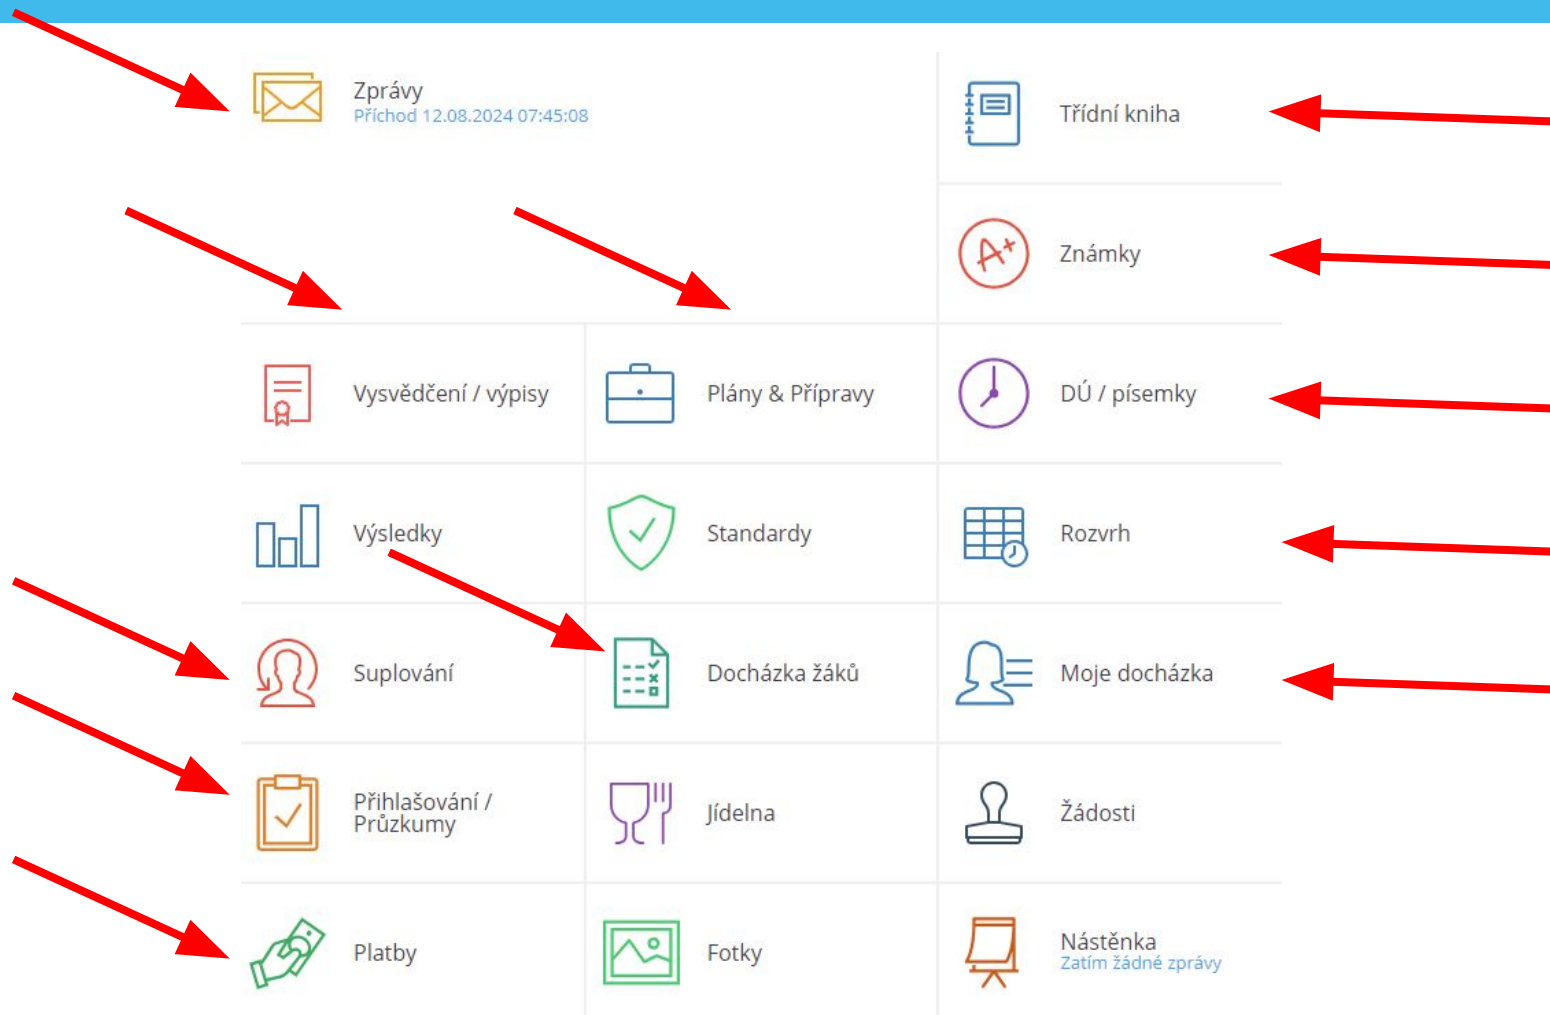 Zprávy
Příchod 12.08.2024 07:45:08
Třídní kniha
A+
Známky
Vysvědčení / výpisy
Plány & Přípravy
DÚ / písemky
Výsledky
Standardy
Rozvrh
Suplování
Docházka žáků
Moje docházka
Přihlašování /
Průzkumy
Jídelna
Žádosti
Platby
Fotky
Nástěnka
Zatím žádné zprávy